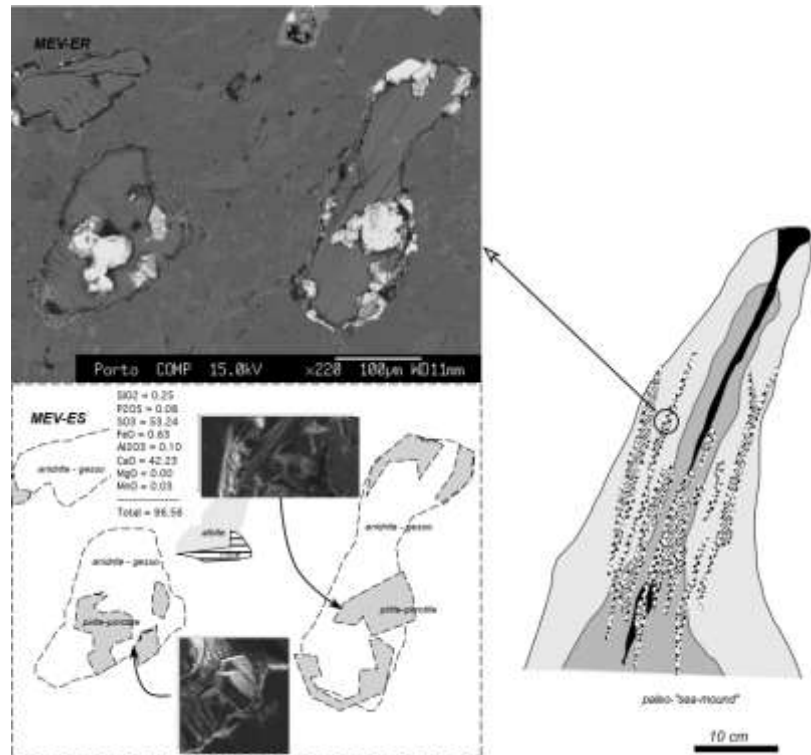 MEV-ER
Porto COMP 15.0kV ×220 100µm WD11mm
MEV-ES
SiO2 = 0.25
P2O5 = 0.08
SO3 = 53.24
FeO = 0.63
Al2O3 = 0.10
CaO = 42.23
MgO = 0.00
MnO = 0.03
Total = 96.56
anidrite - gesso
anidrite - gesso
anidrite - gesso
albite
pirite-pirrotite
pirite-pirrotite
paleo-"sea-mound"
10 cm